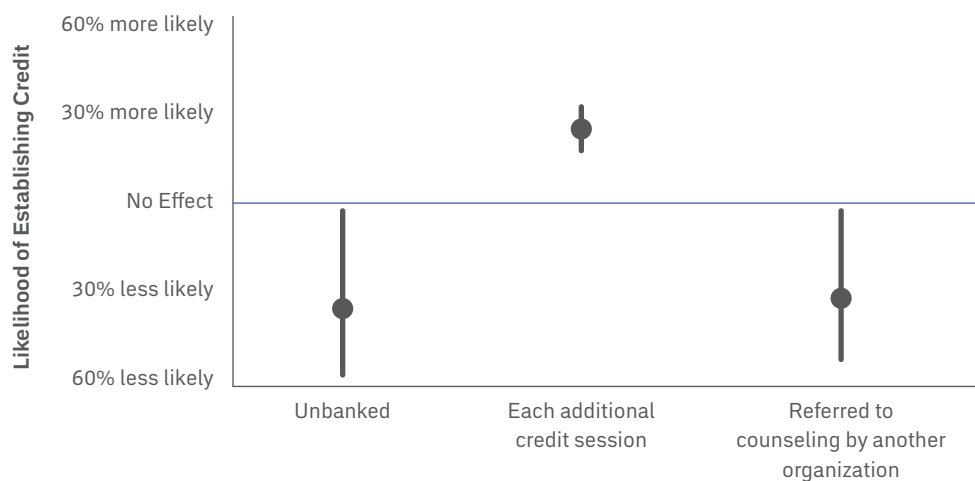 Likelihood of Establishing Credit
60% more likely
30% more likely
No Effect
30% less likely
60% less likely
Unbanked
Each additional
credit session
Referred to
counseling by another
organization